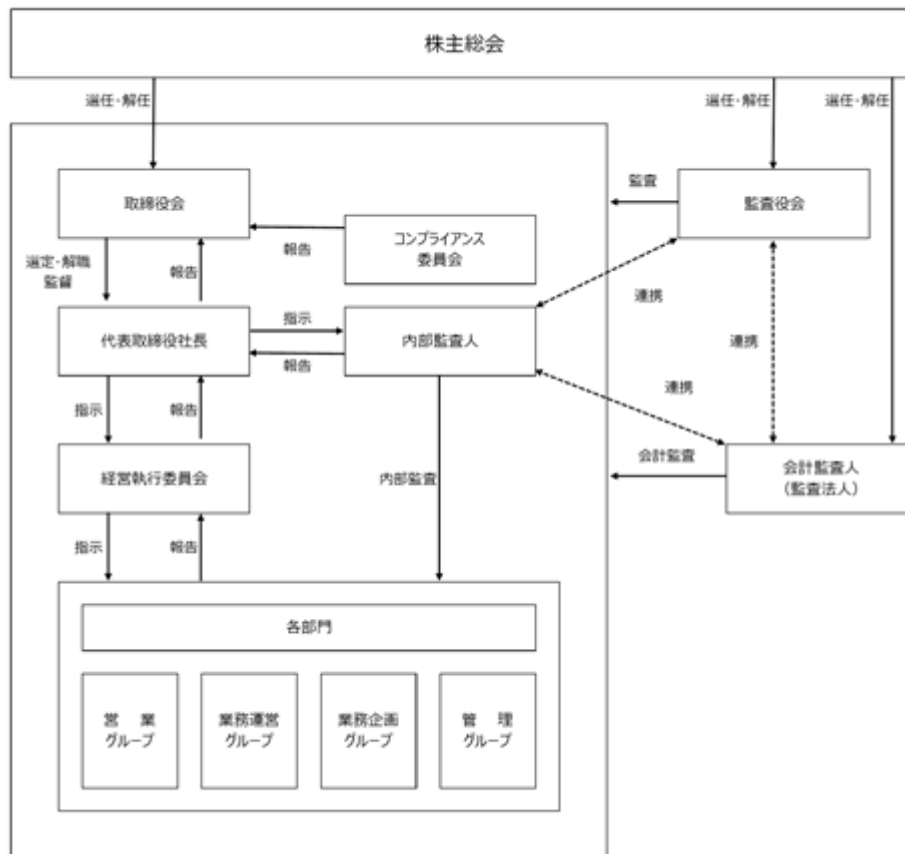 株主総会
選任・解任
選任・解任
選任・解任
取締役会
監査
監査役会
コンプライアンス
委員会
報告
選定・解職
監督
報告
連携
指示
代表取締役社長
内部監査人
報告
連携
連携
指示
報告
会計監査
経営執行委員会
内部監査
会計監査人
（監査法人）
指示
報告
各部門
営　業
グループ
業務運営
グループ
業務企画
グループ
管　理
グループ